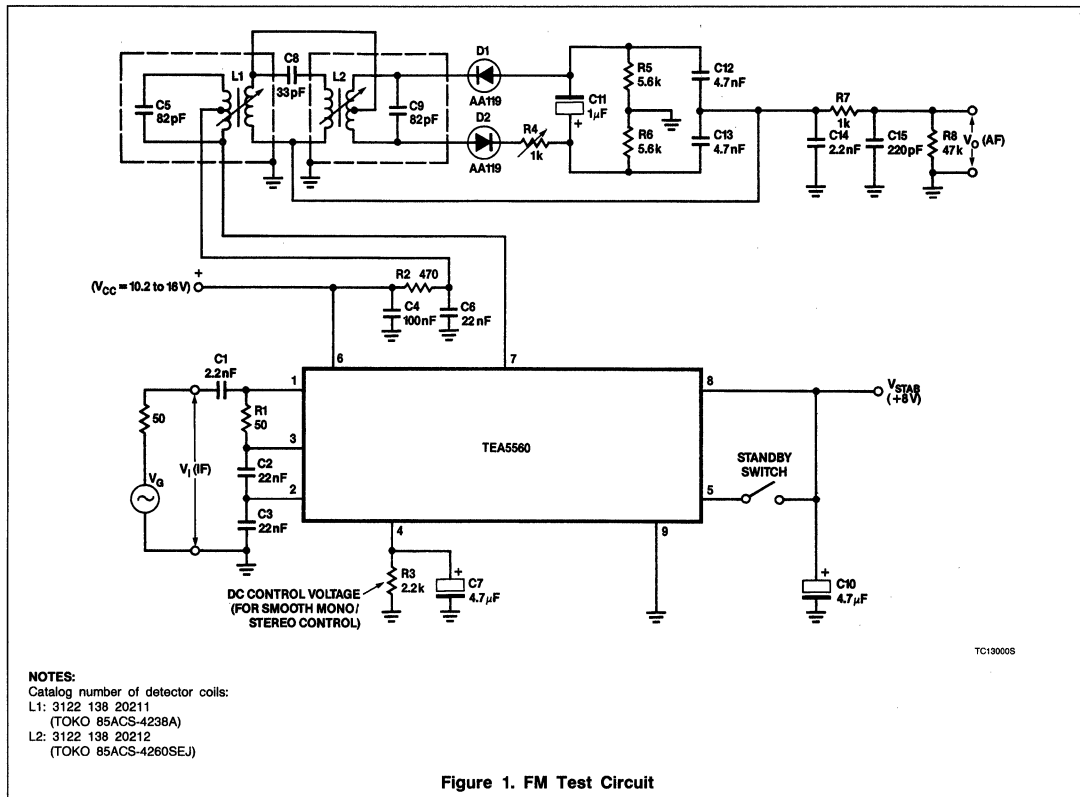 C8
33pF
L1
L2
C5
82pF
C9
82pF
D1
AA119
D2
AA119
R4
1k
C11
1μF
+
R5
5.6k
R6
5.6k
C12
4.7nF
C13
4.7nF
R7
1k
C14
2.2nF
C15
220pF
R8
47k
VO (AF)
+
(VCC = 10.2 to 16V)
R2 470
C4
100nF
C6
22nF
6
7
C1
2.2nF
1
8
VSTAB
(+8V)
50
R1
50
3
VI (IF)
C2
22nF
TEA5560
STANDBY
SWITCH
VG
2
5
C3
22nF
4
9
R3
2.2k
+
C7
4.7μF
+
C10
4.7μF
DC CONTROL VOLTAGE
(FOR SMOOTH MONO/
STEREO CONTROL)
TC13000S
NOTES:
Catalog number of detector coils:
L1: 3122 138 20211
(TOKO 85ACS-4238A)
L2: 3122 138 20212
(TOKO 85ACS-4260SEJ)
Figure 1. FM Test Circuit